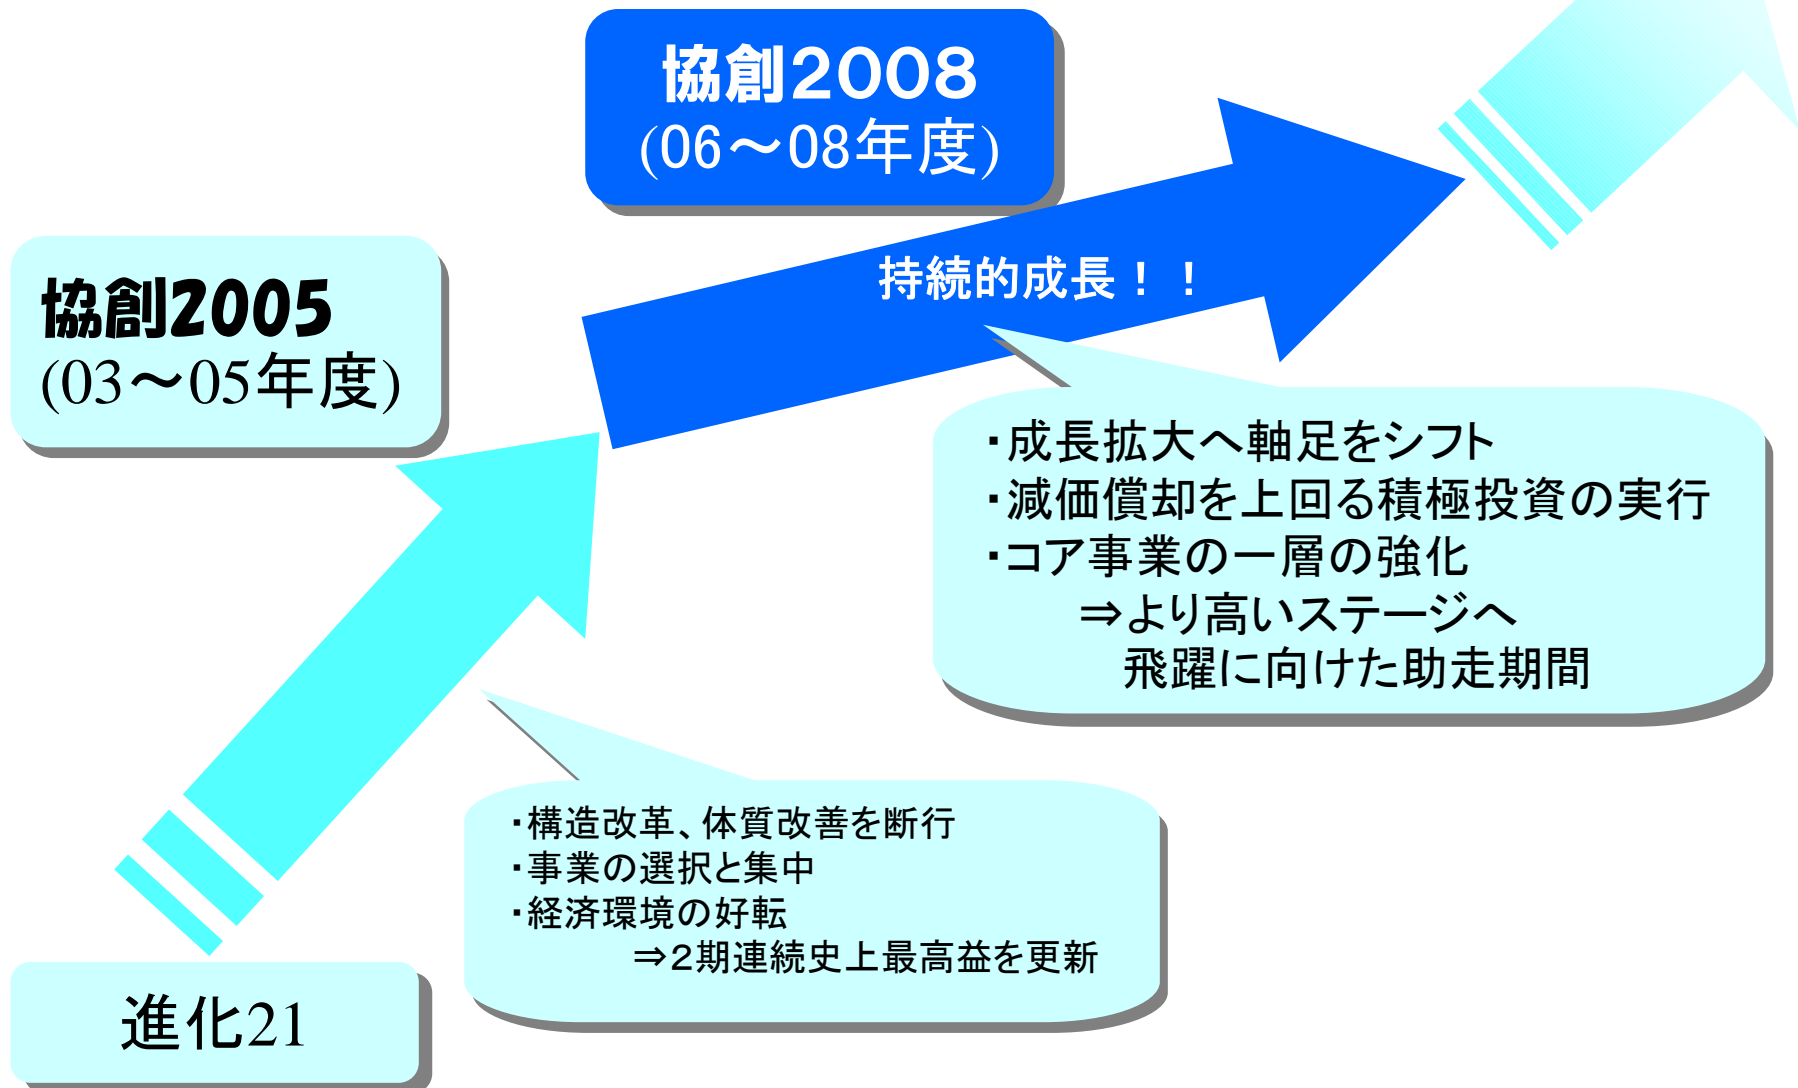 協創２００８
(06～08年度)
協創2005
(03～05年度)
持続的成長！！
・成長拡大へ軸足をシフト
・減価償却を上回る積極投資の実行
・コア事業の一層の強化
⇒より高いステージへ
飛躍に向けた助走期間
・構造改革、体質改善を断行
・事業の選択と集中
・経済環境の好転
⇒２期連続史上最高益を更新
進化21